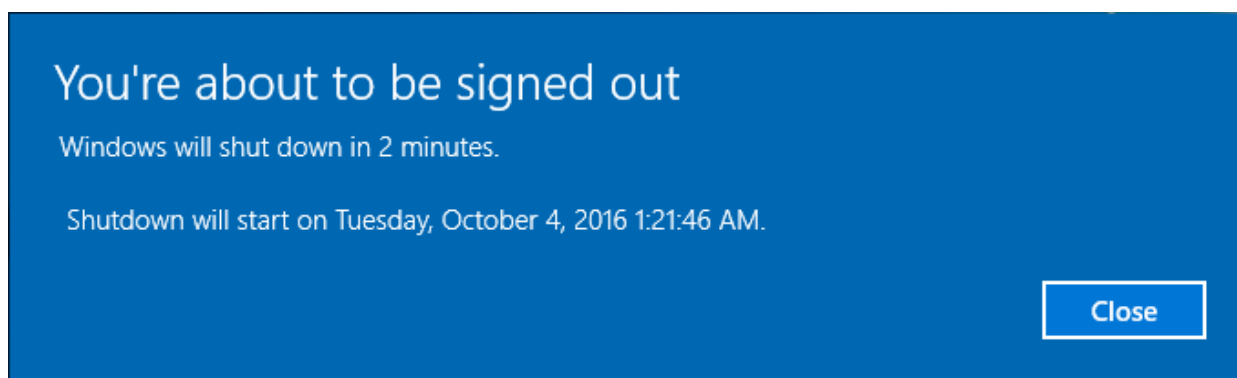 You're about to be signed out
Windows will shut down in 2 minutes.
Shutdown will start on Tuesday, October 4, 2016 1:21:46 AM.
Close